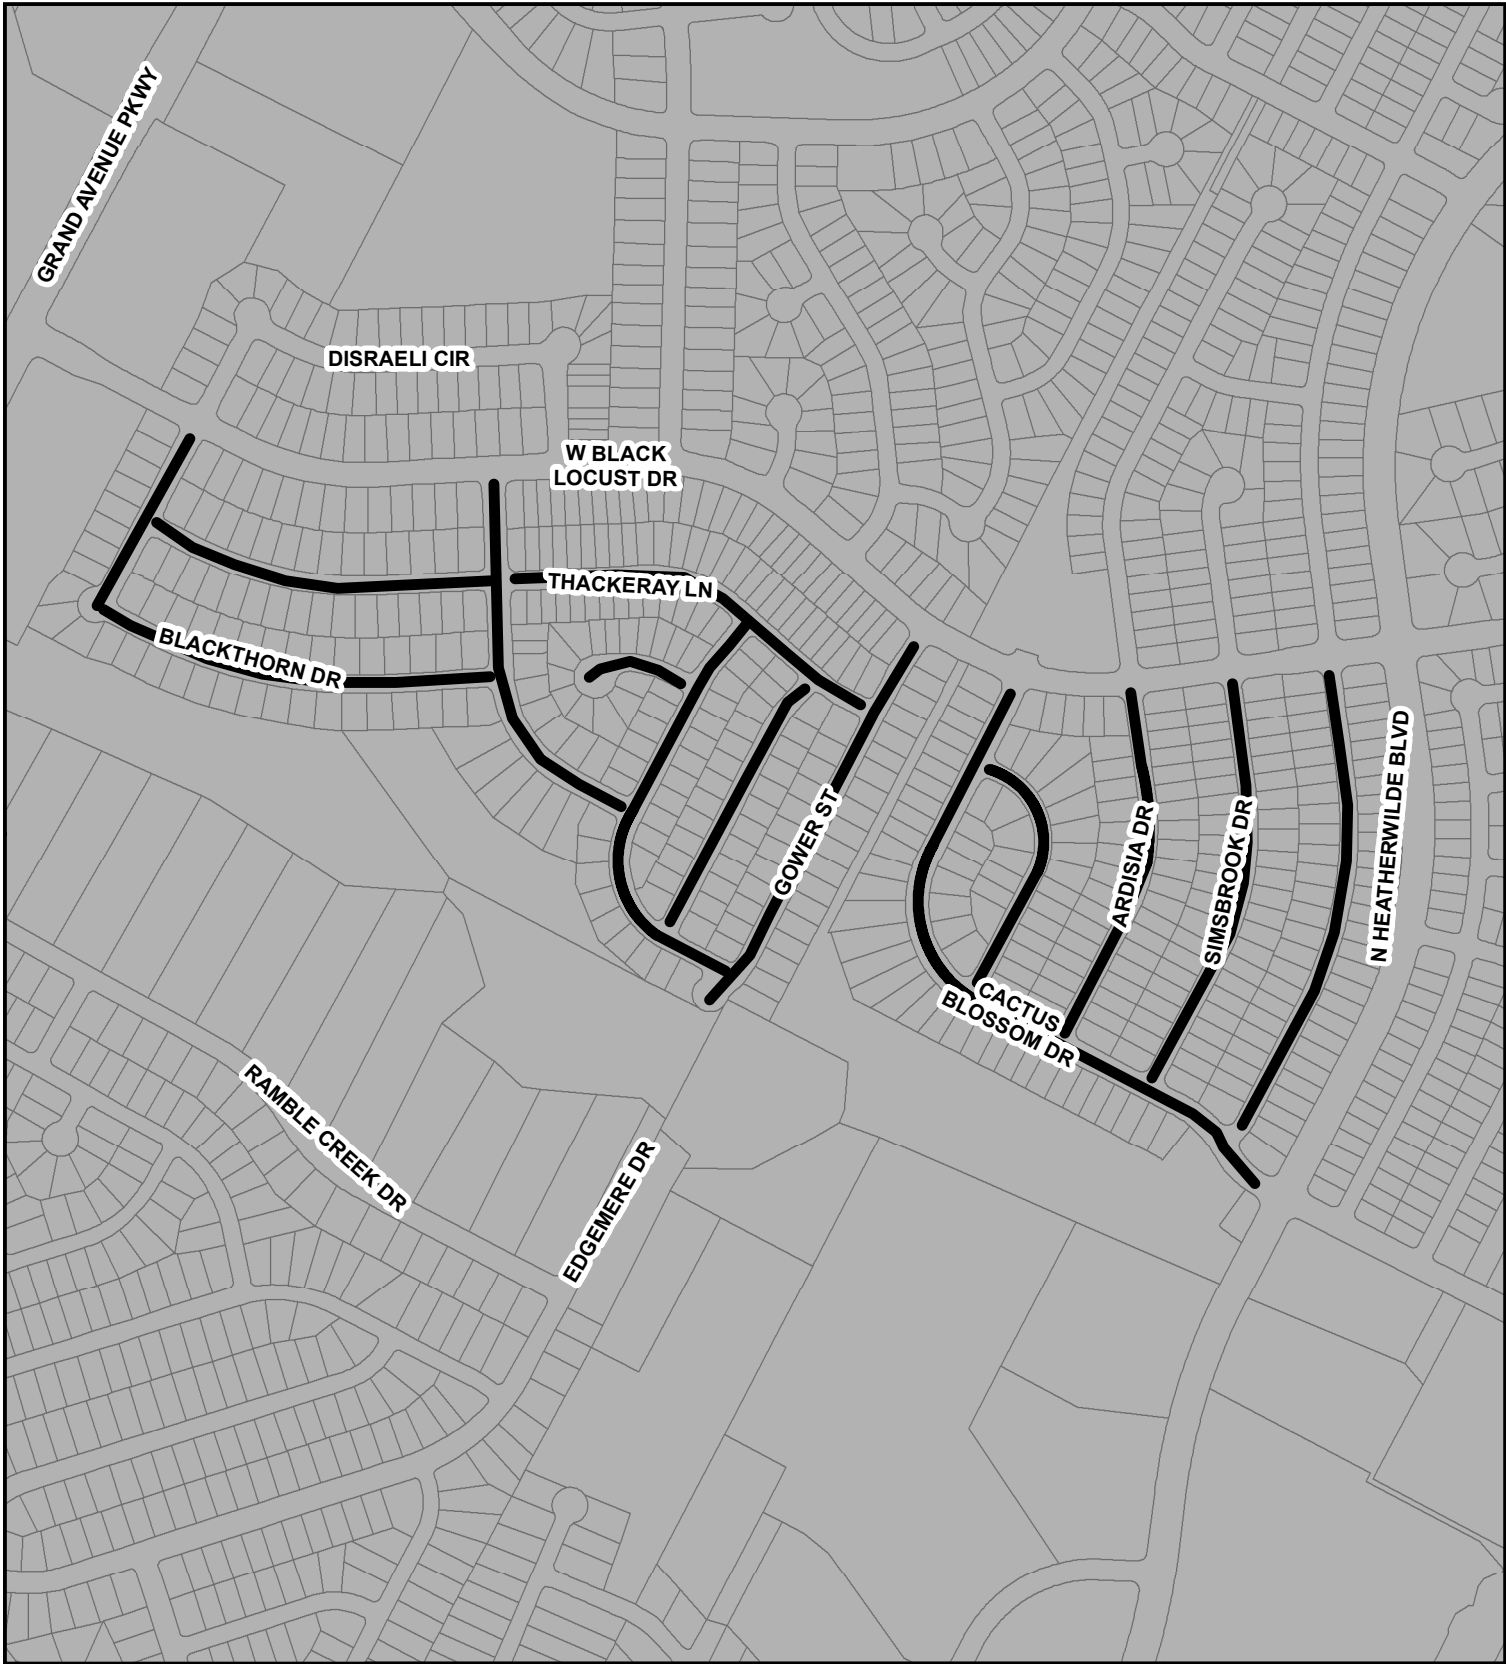 GRAND AVENUE PKWY
DISRAELI CIR
W BLACK
LOCUST DR
THACKERAY LN
BLACKTHORN DR
GOWER ST
ARDISIA DR
SIMSBROOK DR
N HEATHERWILDE BLVD
CACTUS
BLOSSOM DR
RAMBLE CREEK DR
EDGEMERE DR